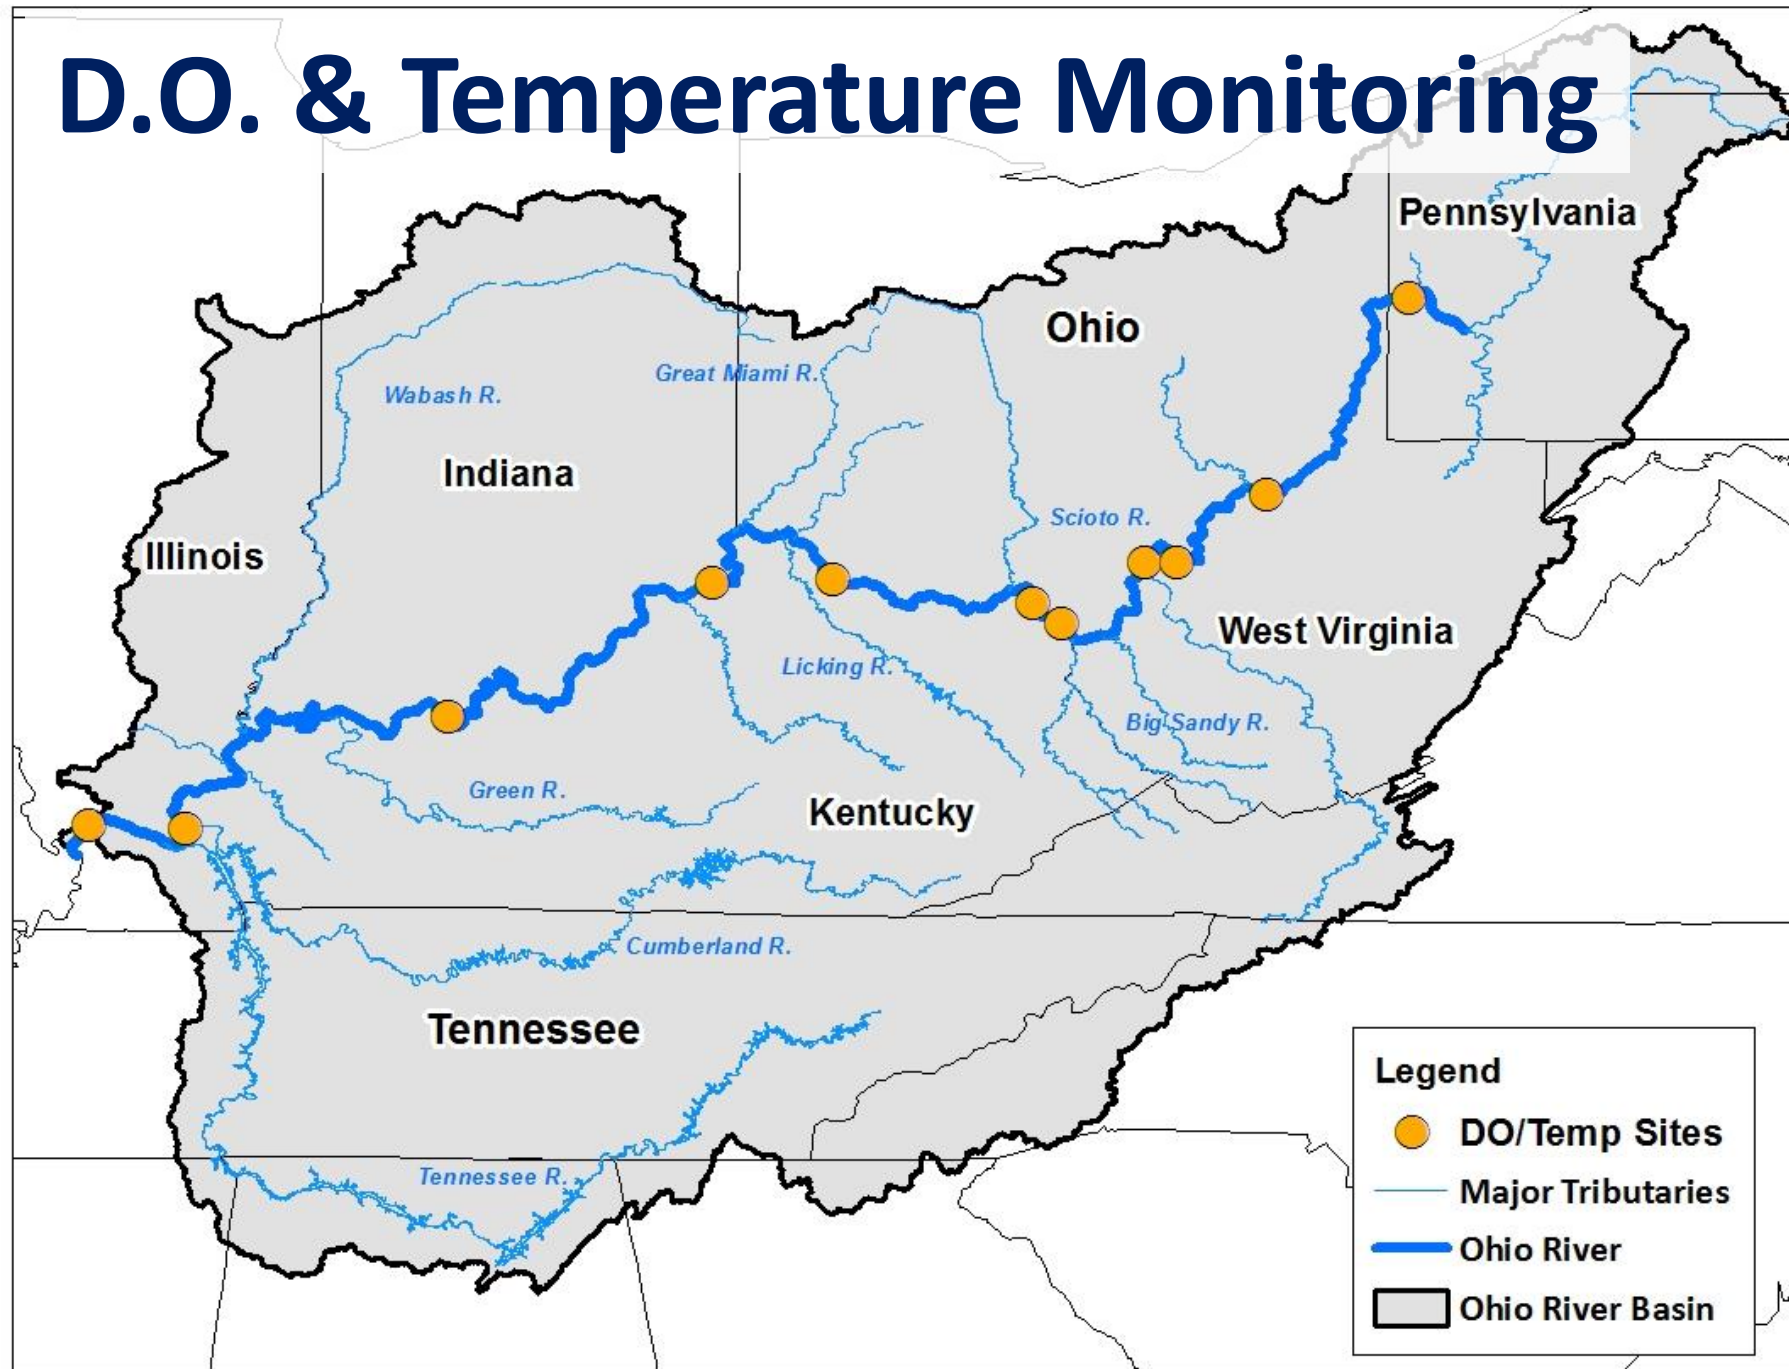 D.O. & Temperature Monitoring
Pennsylvania
Ohio
Great Miami R.
Wabash R.
Indiana
Scioto R.
Illinois
West Virginia
Licking R.
Big Sandy R.
Green R.
Kentucky
Cumberland R.
Tennessee
Tennessee R.
Legend
DO/Temp Sites
Major Tributaries
Ohio River
Ohio River Basin